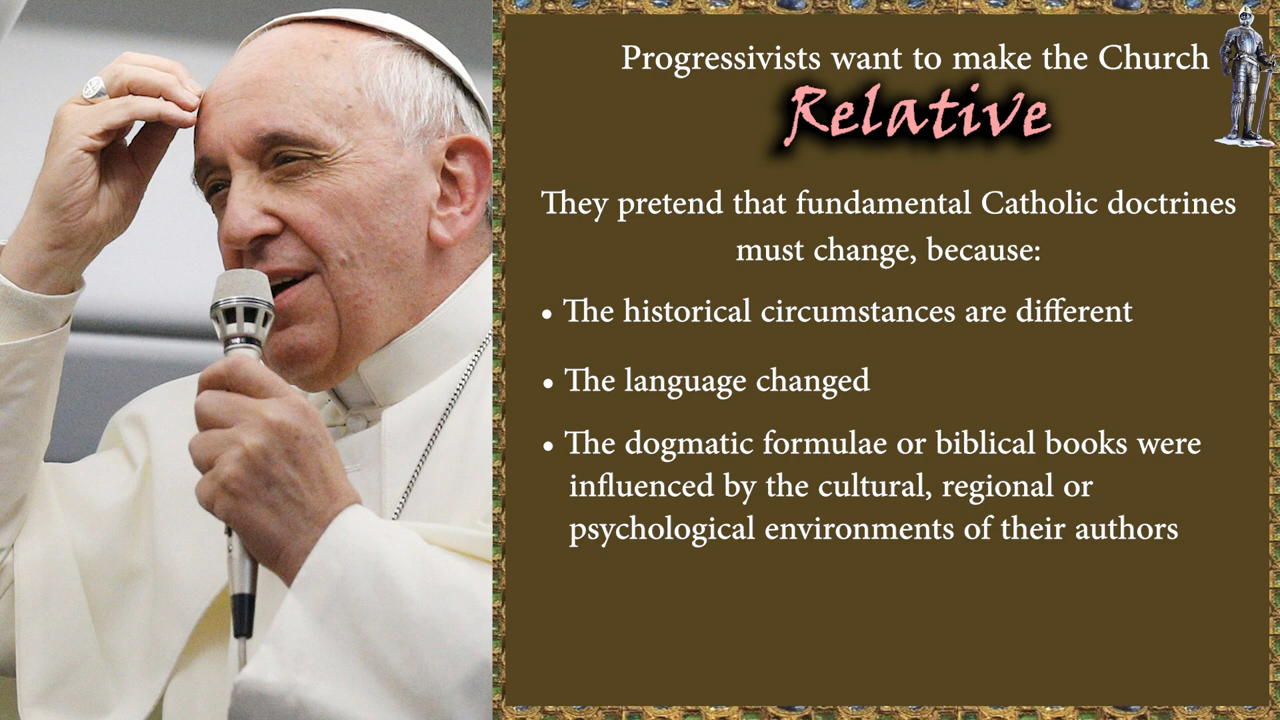 Progressivists want to make the Church
Relative
They pretend that fundamental Catholic doctrines
must change, because:
• The historical circumstances are different
• The language changed
• The dogmatic formulae or biblical books were
influenced by the cultural, regional or
psychological environments of their authors